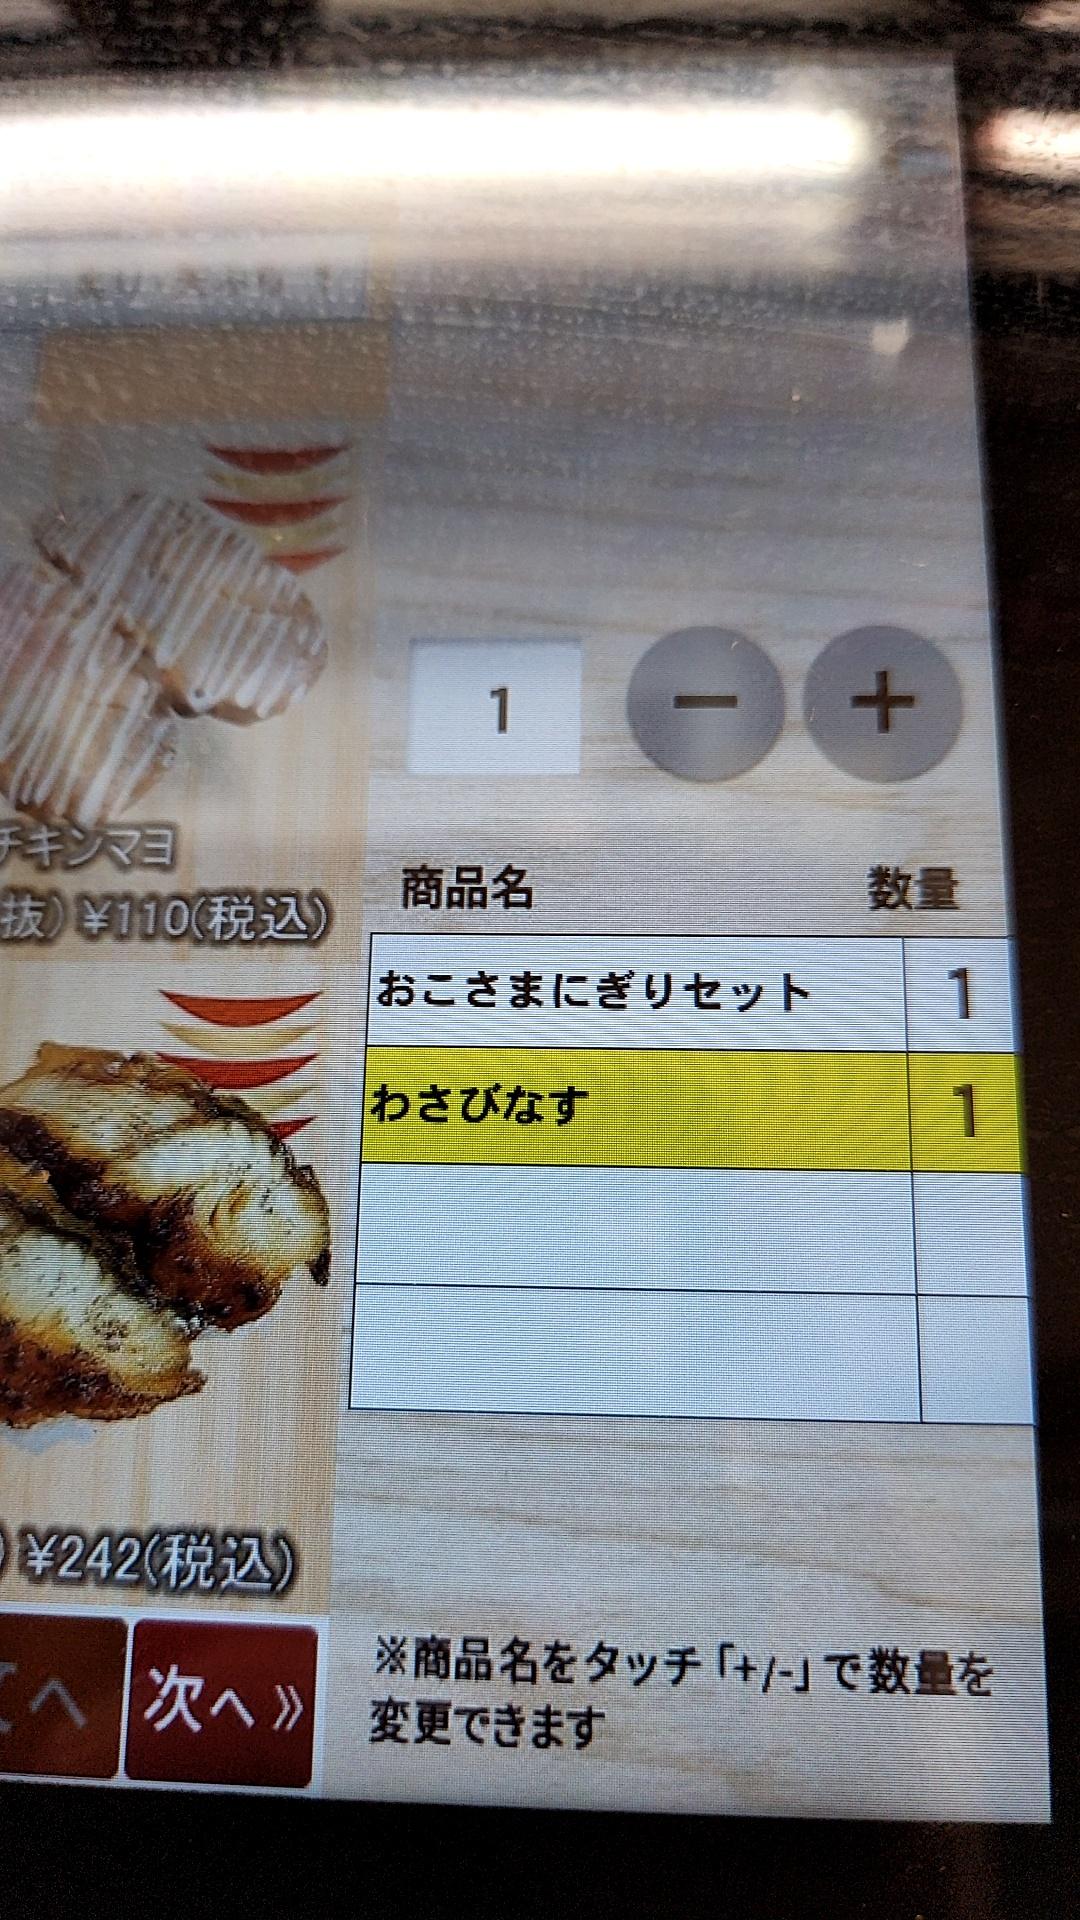 チキンマヨ
抜) ¥110(税込)
¥242(税込)
次へ》
1
－
＋
商品名 数量
おこさまにぎりセット 1
わさびなす 1
※商品名をタッチ「+/-」で数量を
変更できます